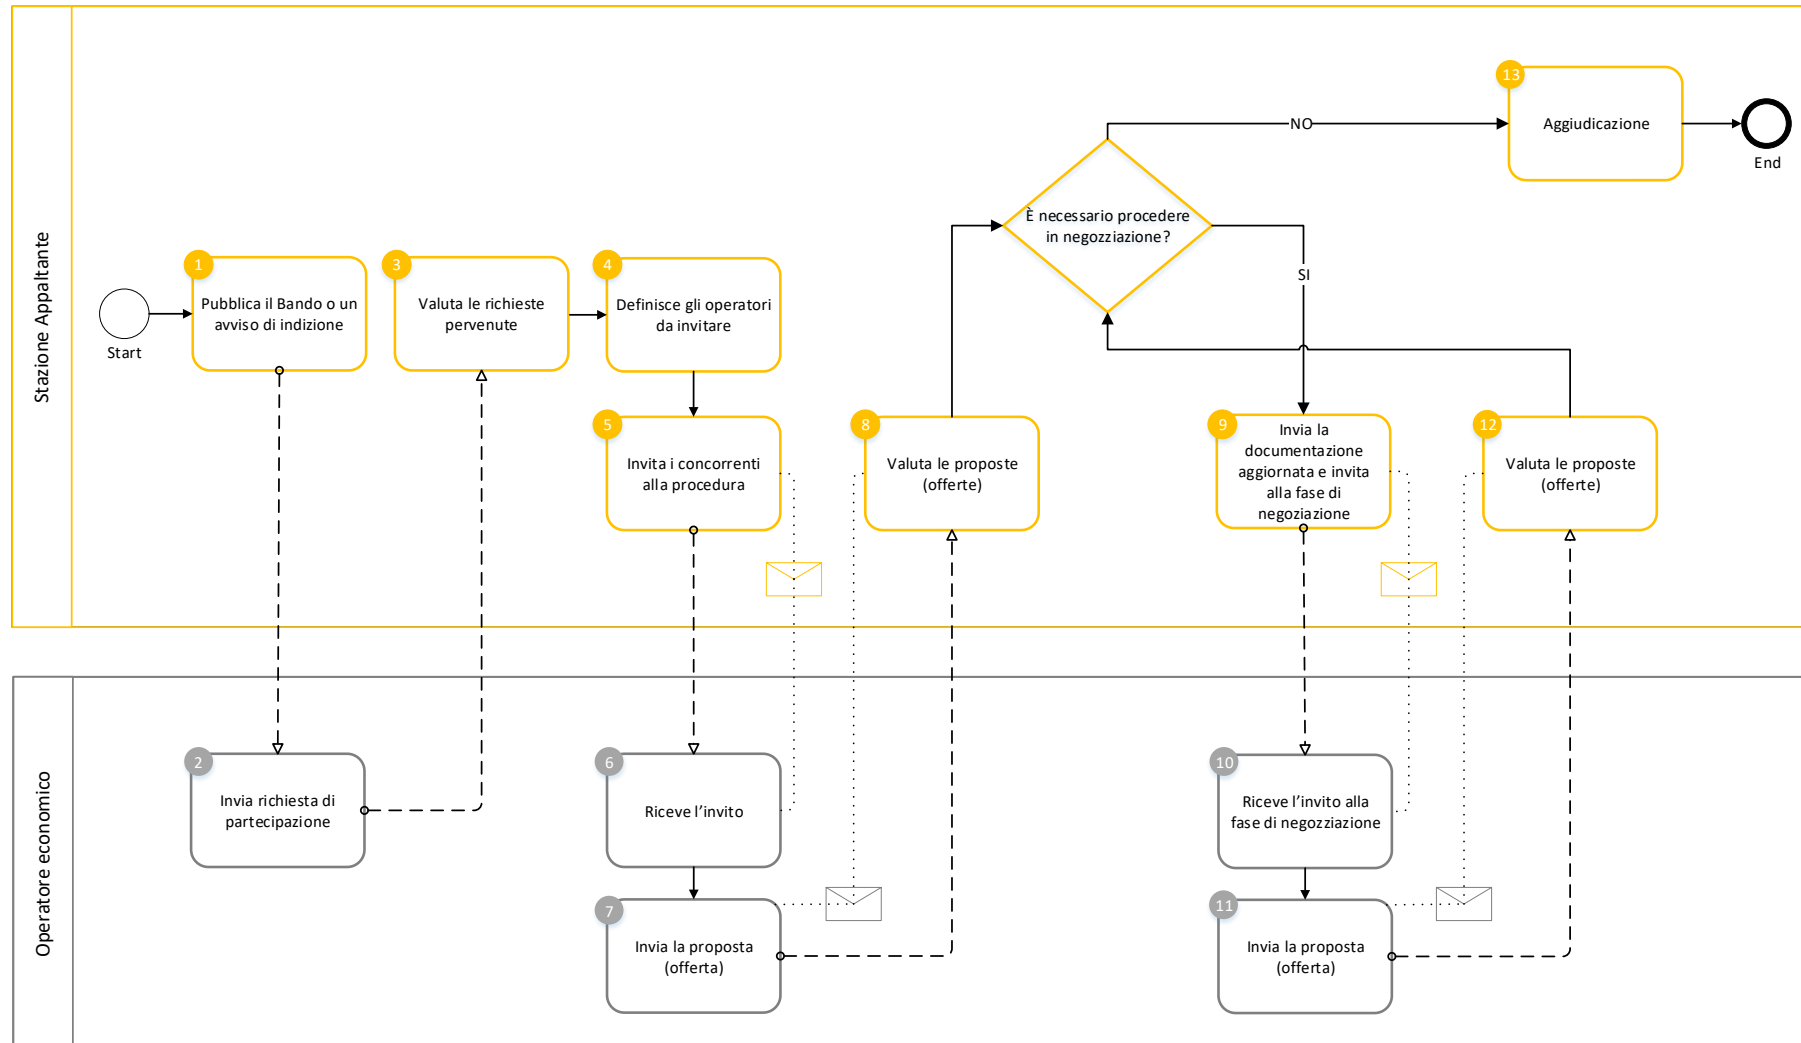 Stazione Appaltante
Start
1
Pubblica il Bando o un
avviso di indizione
3
Valuta le richieste
pervenute
4
Definisce gli operatori
da invitare
5
Invita i concorrenti
alla procedura
8
Valuta le proposte
(offerte)
È necessario procedere
in negozziazione?
NO
SI
13
Aggiudicazione
End
9
Invia la
documentazione
aggiornata e invita
alla fase di
negoziazione
12
Valuta le proposte
(offerte)
Operatore economico
2
Invia richiesta di
partecipazione
6
Riceve l’invito
7
Invia la proposta
(offerta)
10
Riceve l’invito alla
fase di negozziazione
11
Invia la proposta
(offerta)